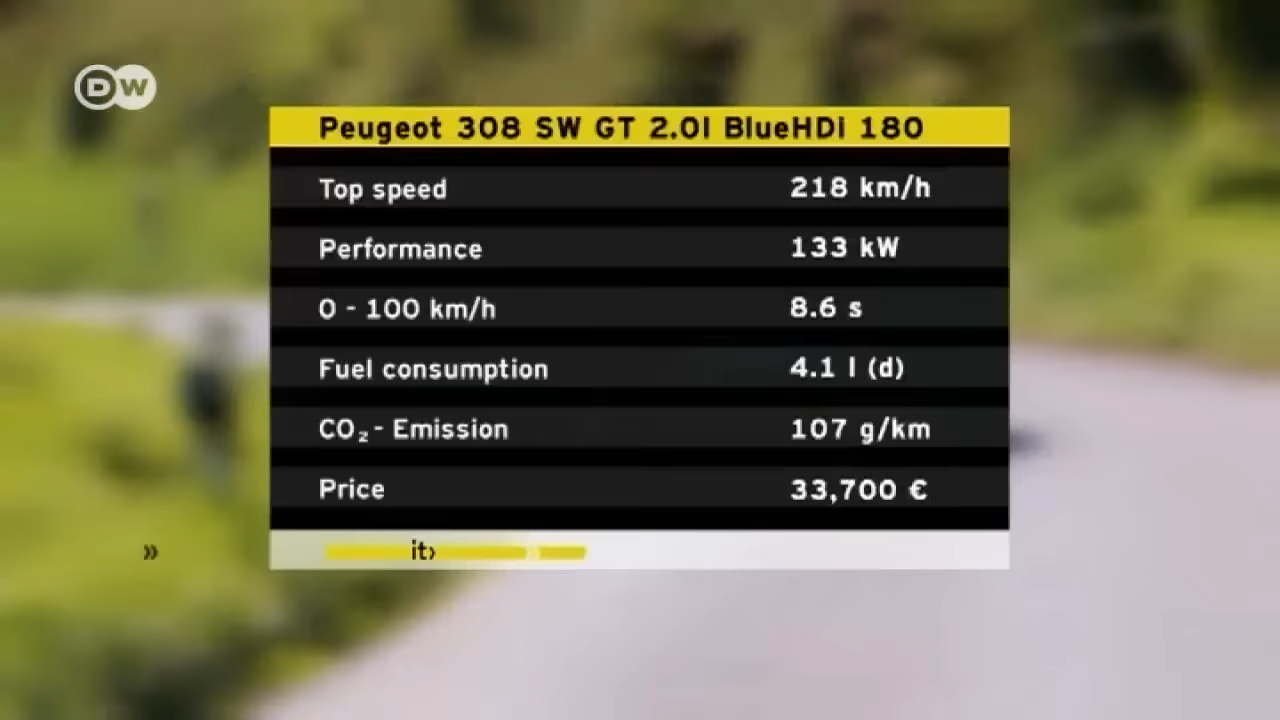 DW
Peugeot 308 SW GT 2.0l BlueHDi 180
Top speed 218 km/h
Performance 133 kW
0 - 100 km/h 8.6 s
Fuel consumption 4.1 l (d)
CO₂ - Emission 107 g/km
Price 33,700 €
» it›